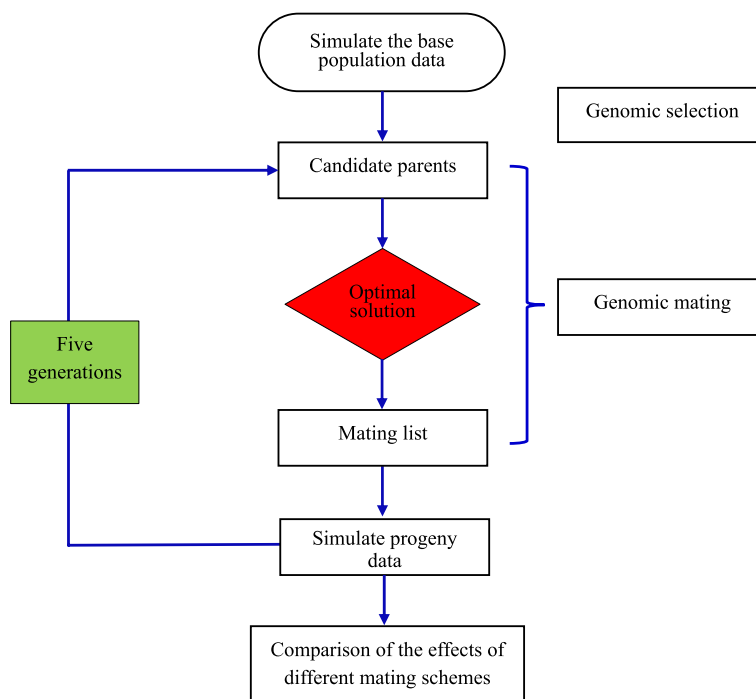 Simulate the base
population data
Genomic selection
Candidate parents
Optimal
solution
Genomic mating
Five
generations
Mating list
Simulate progeny
data
Comparison of the effects of
different mating schemes